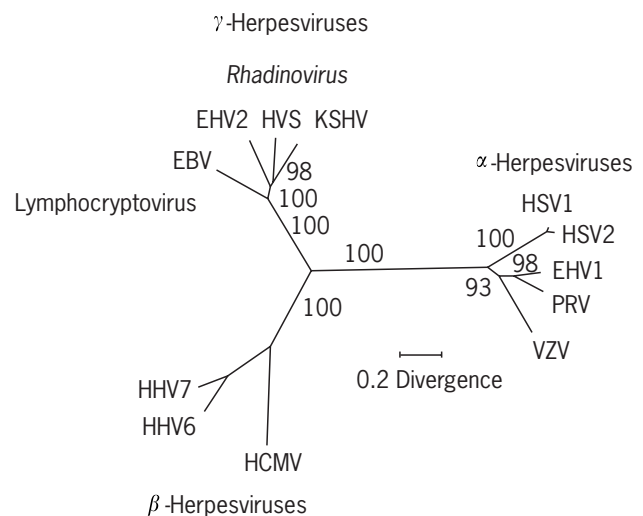 γ-Herpesviruses
Rhadinovirus
EHV2 HVS KSHV
EBV
98
100
Lymphocryptovirus
100
α-Herpesviruses
HSV1
100
HSV2
98
EHV1
93
PRV
VZV
100
100
0.2 Divergence
HHV7
HHV6
HCMV
β-Herpesviruses